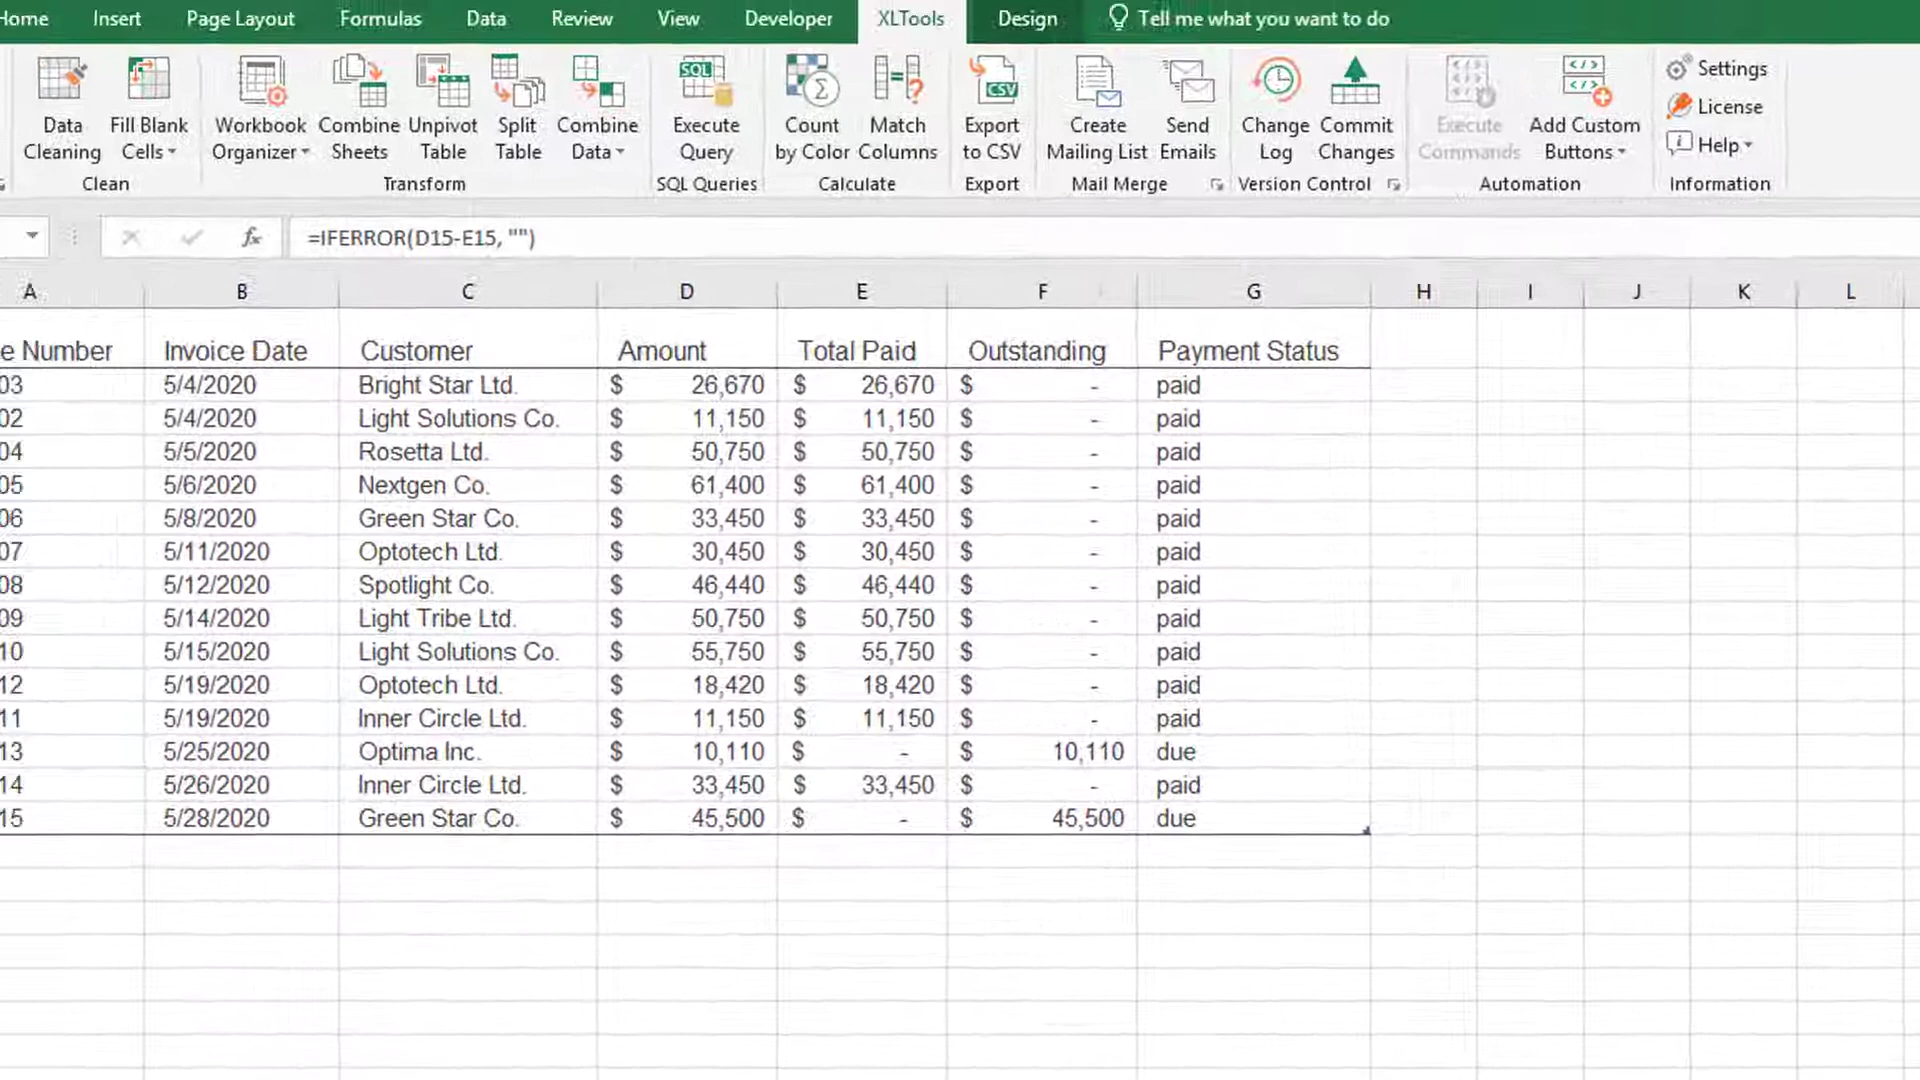 Home Insert Page Layout Formulas Data Review View Developer XLTools Design Tell me what you want to do
Data Cleaning
Fill Blank Cells
Clean
Workbook Organizer
Combine Sheets
Unpivot Table
Split Table
Combine Data
Transform
SQL
Execute Query
SQL Queries
Count by Color
Match Columns
Calculate
CSV
Export to CSV
Export
Create Mailing List
Send Emails
Mail Merge
Change Log
Commit Changes
Version Control
Execute Commands
Add Custom Buttons
Automation
Settings
License
Help
Information
fx =IFERROR(D15-E15, "")
A B C D E F G H I J K L
e Number Invoice Date Customer Amount Total Paid Outstanding Payment Status
03 5/4/2020 Bright Star Ltd. $ 26,670 $ 26,670 $ - paid
02 5/4/2020 Light Solutions Co. $ 11,150 $ 11,150 $ - paid
04 5/5/2020 Rosetta Ltd. $ 50,750 $ 50,750 $ - paid
05 5/6/2020 Nextgen Co. $ 61,400 $ 61,400 $ - paid
06 5/8/2020 Green Star Co. $ 33,450 $ 33,450 $ - paid
07 5/11/2020 Optotech Ltd. $ 30,450 $ 30,450 $ - paid
08 5/12/2020 Spotlight Co. $ 46,440 $ 46,440 $ - paid
09 5/14/2020 Light Tribe Ltd. $ 50,750 $ 50,750 $ - paid
10 5/15/2020 Light Solutions Co. $ 55,750 $ 55,750 $ - paid
12 5/19/2020 Optotech Ltd. $ 18,420 $ 18,420 $ - paid
11 5/19/2020 Inner Circle Ltd. $ 11,150 $ 11,150 $ - paid
13 5/25/2020 Optima Inc. $ 10,110 $ - $ 10,110 due
14 5/26/2020 Inner Circle Ltd. $ 33,450 $ 33,450 $ - paid
15 5/28/2020 Green Star Co. $ 45,500 $ - $ 45,500 due